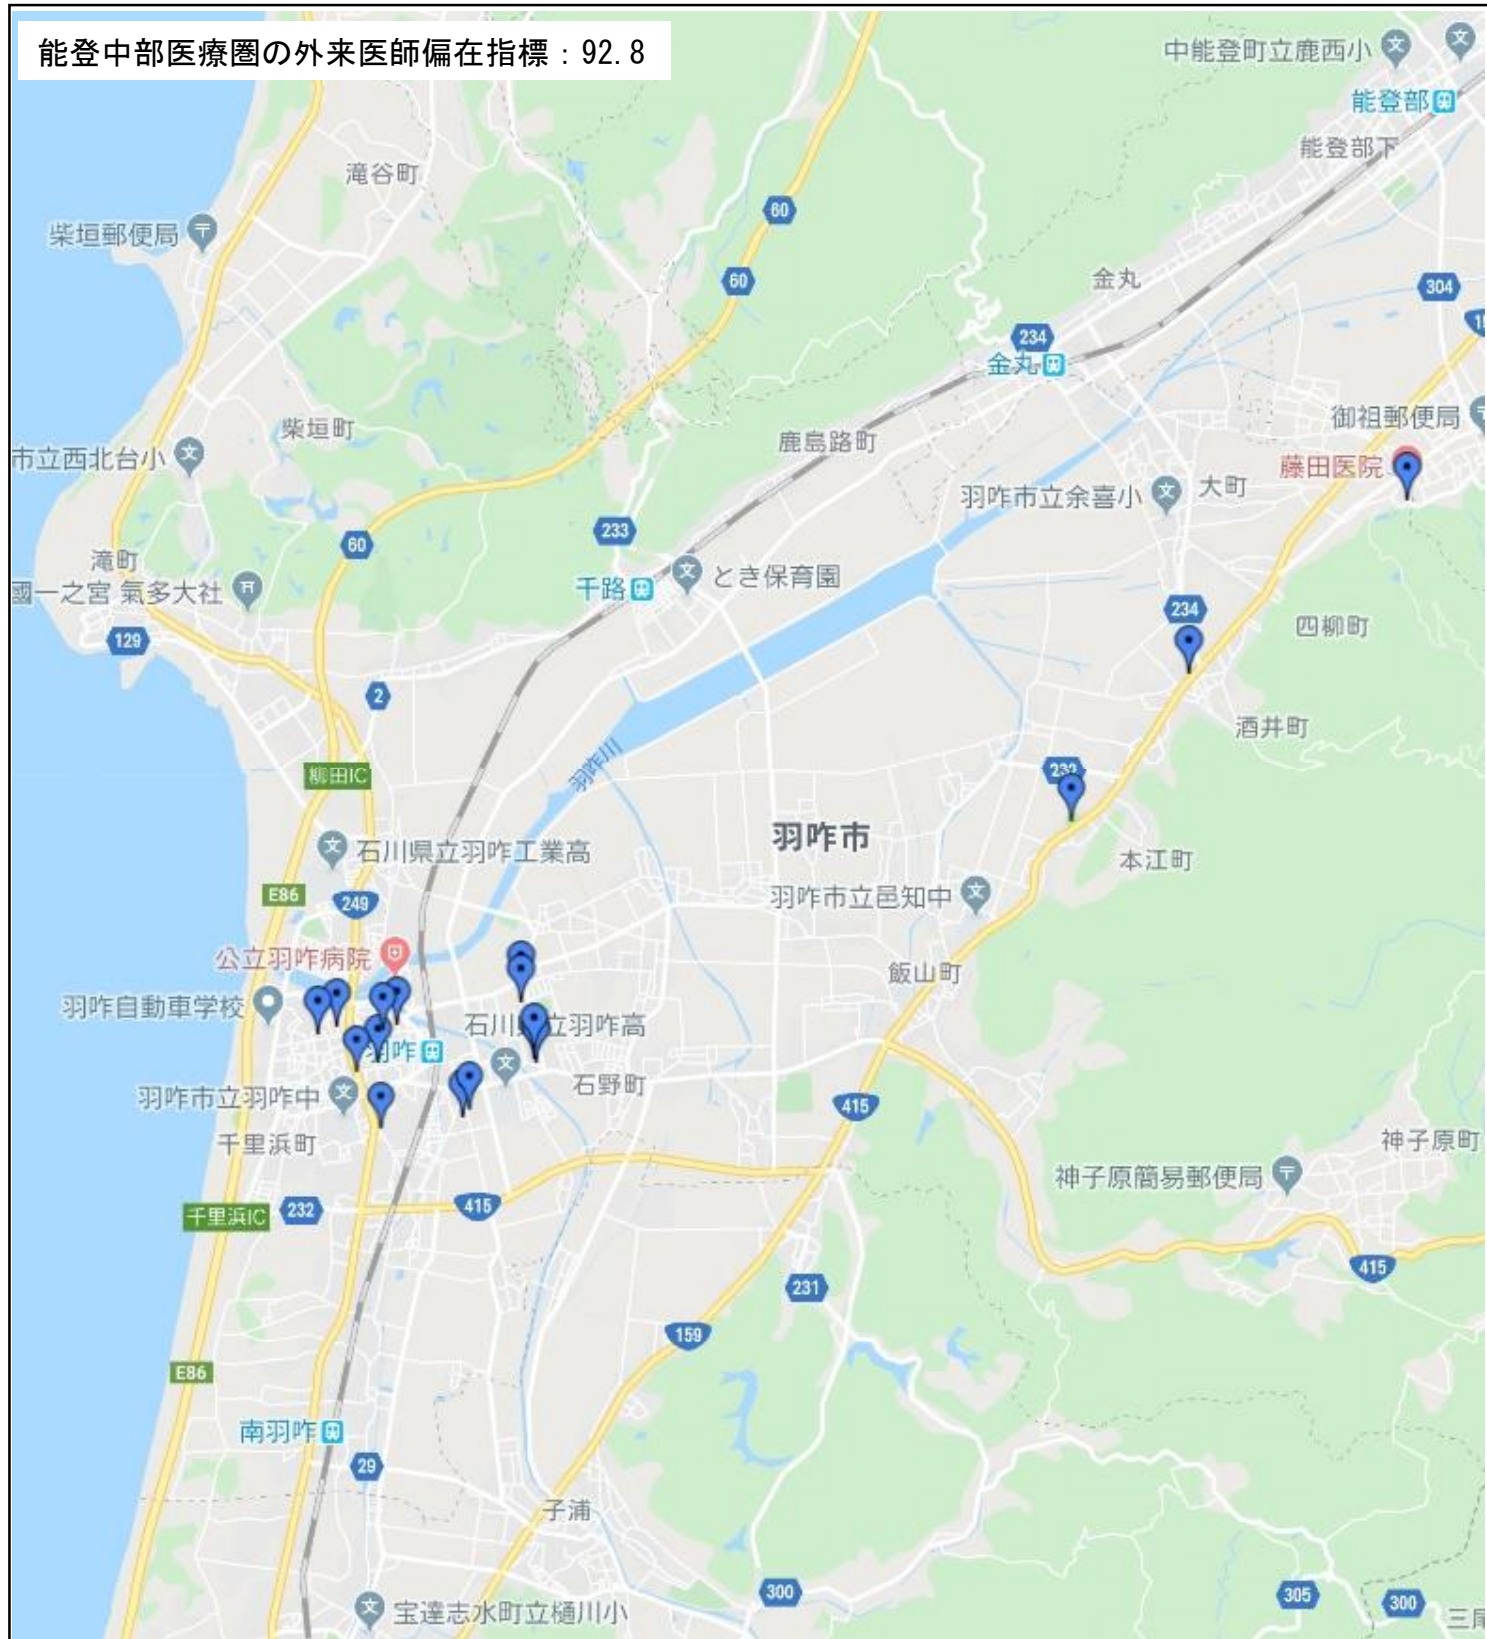 能登中部医療圏の外来医師偏在指標：92.8
中能登町立鹿西小
能登部
能登部下
滝谷町
60
柴垣郵便局
60
金丸
304
234
金丸
柴垣町
御祖郵便局
鹿島路町
市立西北台小
藤田医院
羽咋市立余喜小
大町
233
60
滝町
千路
とき保育園
國一之宮 氣多大社
234
129
四柳町
2
酒井町
羽咋川
柳田IC
232
羽咋市
石川県立羽咋工業高
本江町
E86
249
羽咋市立邑知中
公立羽咋病院
飯山町
羽咋自動車学校
石川県立羽咋高
羽咋
石野町
羽咋市立羽咋中
415
千里浜町
神子原町
神子原簡易郵便局
千里浜IC
232
415
415
231
159
E86
南羽咋
29
子浦
300
305
300
宝達志水町立樋川小